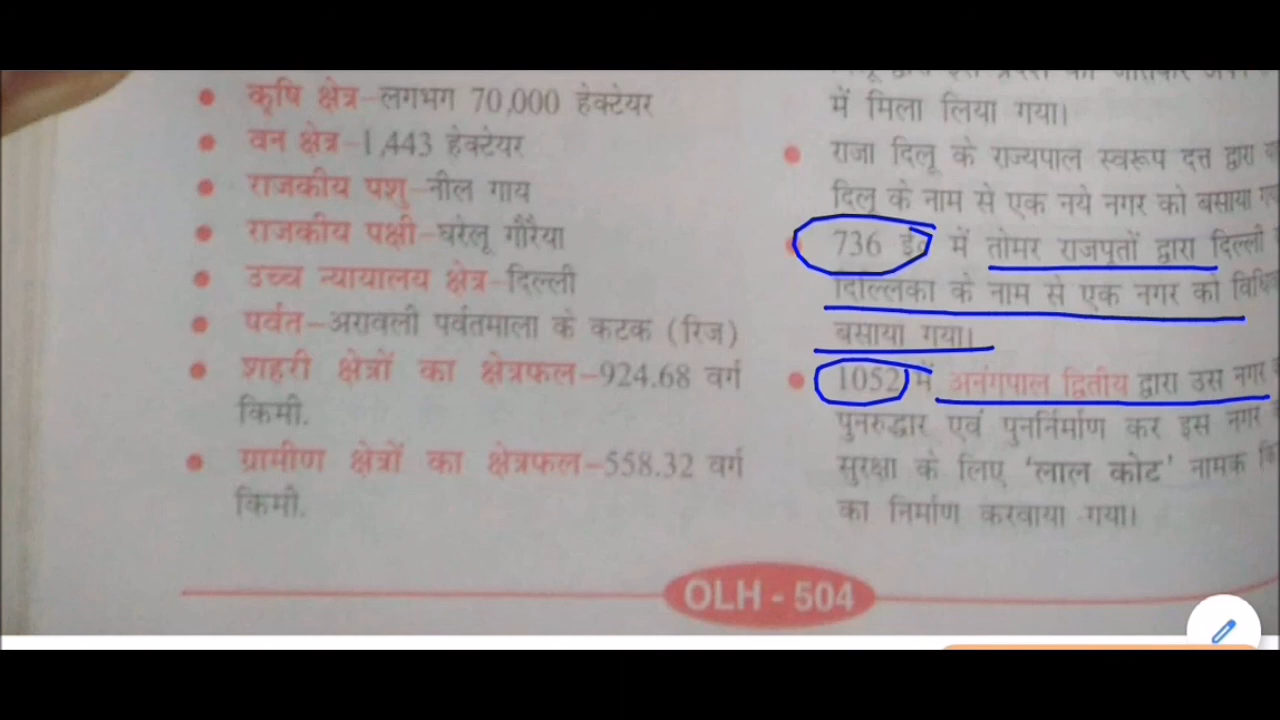 कृषि क्षेत्र–लगभग 70,000 हेक्टेयर
वन क्षेत्र–1,443 हेक्टेयर
राजकीय पशु–नील गाय
राजकीय पक्षी–घरेलू गौरैया
उच्च न्यायालय क्षेत्र–दिल्ली
पर्वत–अरावली पर्वतमाला के कटक (रिज)
शहरी क्षेत्रों का क्षेत्रफल–924.68 वर्ग
किमी.
ग्रामीण क्षेत्रों का क्षेत्रफल–558.32 वर्ग
किमी.
में मिला लिया गया।
राजा दिलू के राज्यपाल स्वरूप दत्त द्वारा
दिलू के नाम से एक नये नगर को बसाया
736 ई० में तोमर राजपूतों द्वारा दिल्ली
दिल्लिका के नाम से एक नगर को
बसाया गया।
1052 में अनंगपाल द्वितीय द्वारा उस नगर
पुनरुद्धार एवं पुनर्निर्माण कर इस नगर
सुरक्षा के लिए 'लाल कोट' नामक
का निर्माण करवाया गया।
OLH - 504